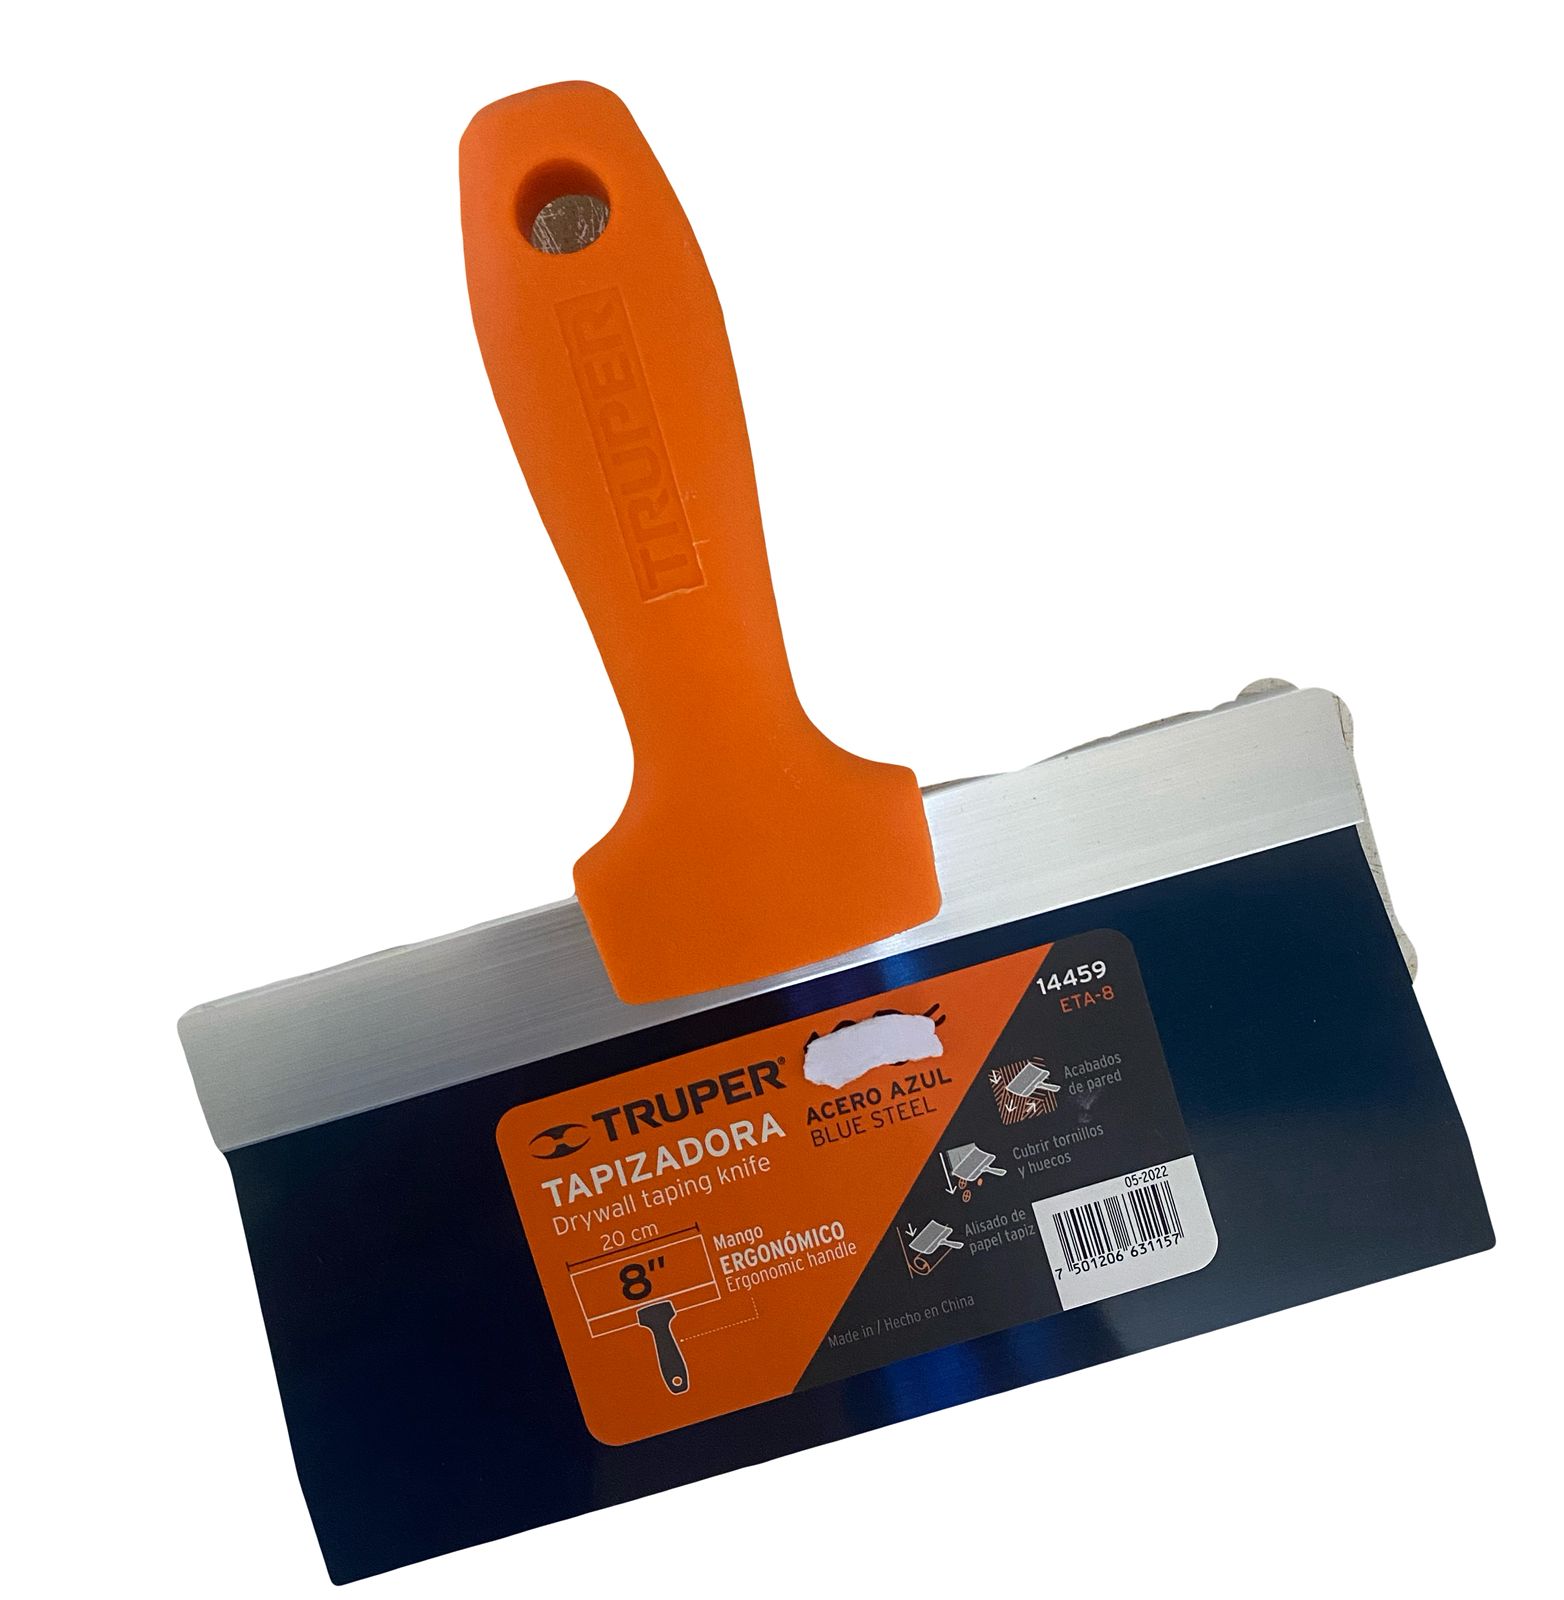 TRUPER
14459
ETA-8
TRUPER®
ACERO AZUL
BLUE STEEL
TAPIZADORA
Drywall taping knife
20 cm
8"
Mango
ERGONÓMICO
Ergonomic handle
Acabados
de pared
Cubrir tornillos
y huecos
Alisado de
papel tapiz
05-2022
7 501206 631157
Made in / Hecho en China